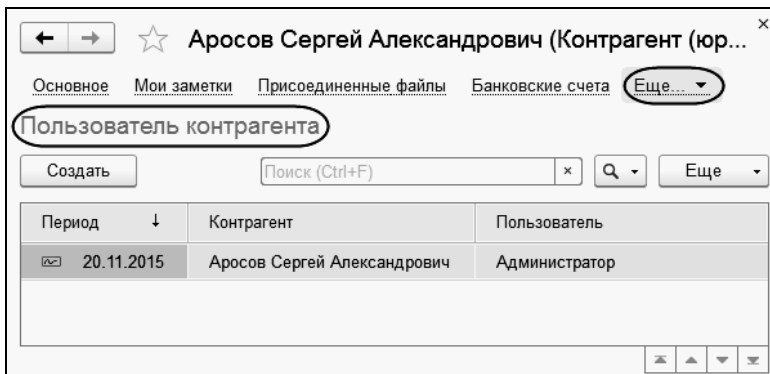 Аросов Сергей Александрович (Контрагент (юр...
Основное Мои заметки Присоединенные файлы Банковские счета Еще...
Пользователь контрагента
Создать Поиск (Ctrl+F) × Еще
Период ↓ Контрагент Пользователь
20.11.2015 Аросов Сергей Александрович Администратор